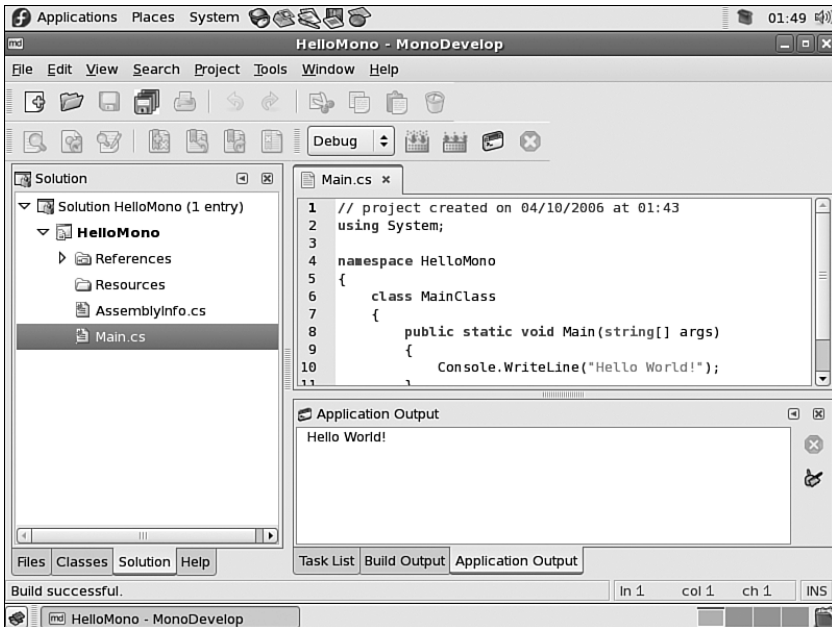 Applications Places System 01:49
HelloMono - MonoDevelop
File Edit View Search Project Tools Window Help
Debug
Solution
Solution HelloMono (1 entry)
HelloMono
References
Resources
AssemblyInfo.cs
Main.cs
Files Classes Solution Help
Main.cs
1 // project created on 04/10/2006 at 01:43
2 using System;
3
4 namespace HelloMono
5 {
6 class MainClass
7 {
8 public static void Main(string[] args)
9 {
10 Console.WriteLine("Hello World!");
11 }
Application Output
Hello World!
Task List Build Output Application Output
Build successful. ln 1 col 1 ch 1 INS
md HelloMono - MonoDevelop